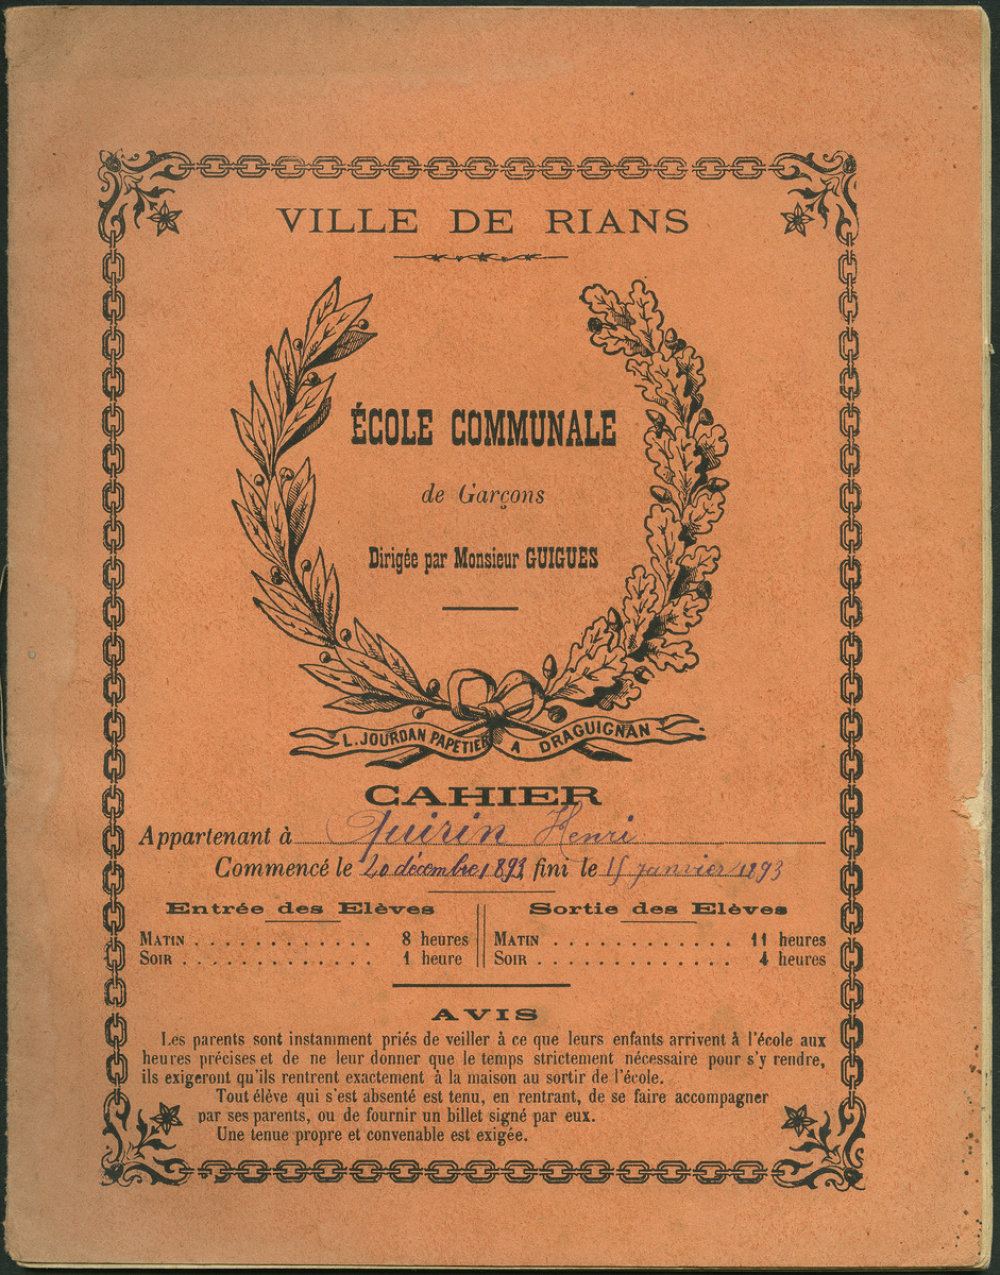 VILLE DE RIANS
ÉCOLE COMMUNALE
de Garçons
Dirigée par Monsieur GUIGUES
L. JOURDAN PAPETIER A DRAGUIGNAN
CAHIER
Appartenant à Quirin Henri
Commencé le 20 décembre 1893 fini le 15 janvier 1893
Entrée des Elèves
MATIN . . . . . . . . . . . . . 8 heures
SOIR . . . . . . . . . . . . . . 1 heure
Sortie des Elèves
MATIN . . . . . . . . . . . . . 11 heures
SOIR . . . . . . . . . . . . . . 4 heures
AVIS
Les parents sont instamment priés de veiller à ce que leurs enfants arrivent à l'école aux
heures précises et de ne leur donner que le temps strictement nécessaire pour s'y rendre,
ils exigeront qu'ils rentrent exactement à la maison au sortir de l'école.
Tout élève qui s'est absenté est tenu, en rentrant, de se faire accompagner
par ses parents, ou de fournir un billet signé par eux.
Une tenue propre et convenable est exigée.